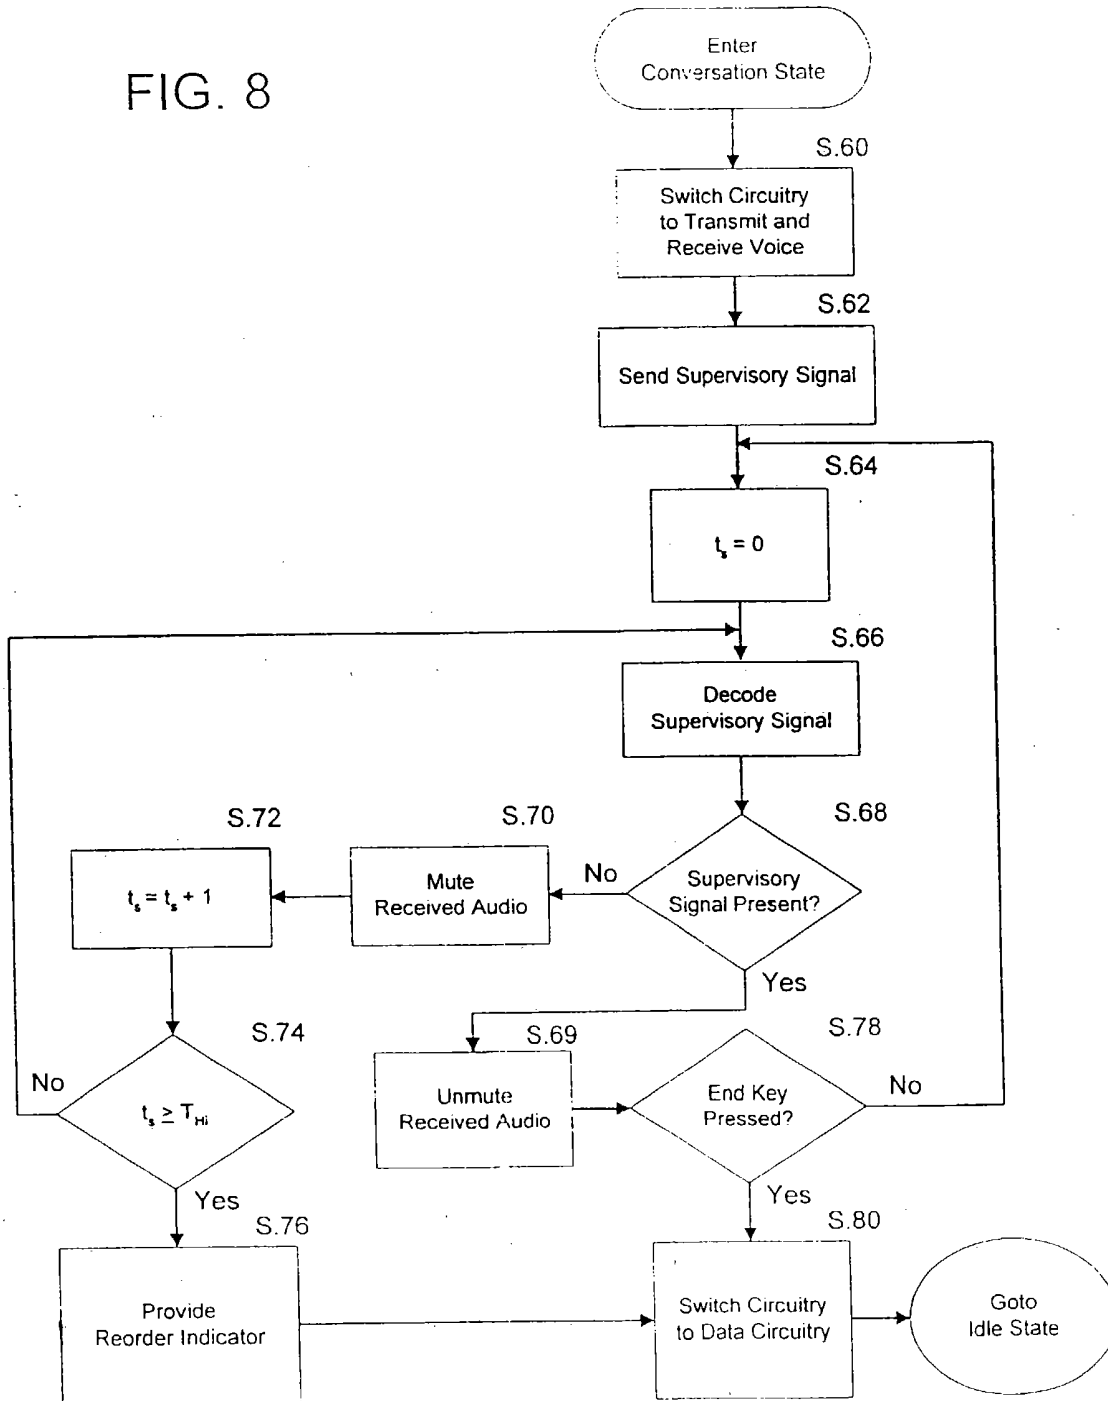 FIG. 8
Enter
Conversation State
S.60
Switch Circuitry
to Transmit and
Receive Voice
S.62
Send Supervisory Signal
S.64
tₛ = 0
S.66
Decode
Supervisory Signal
S.68
Supervisory
Signal Present?
No
Yes
S.70
Mute
Received Audio
S.72
tₛ = tₛ + 1
S.74
tₛ ≥ T_Hi
No
Yes
S.69
Unmute
Received Audio
S.78
End Key
Pressed?
No
Yes
S.76
Provide
Reorder Indicator
S.80
Switch Circuitry
to Data Circuitry
Goto
Idle State